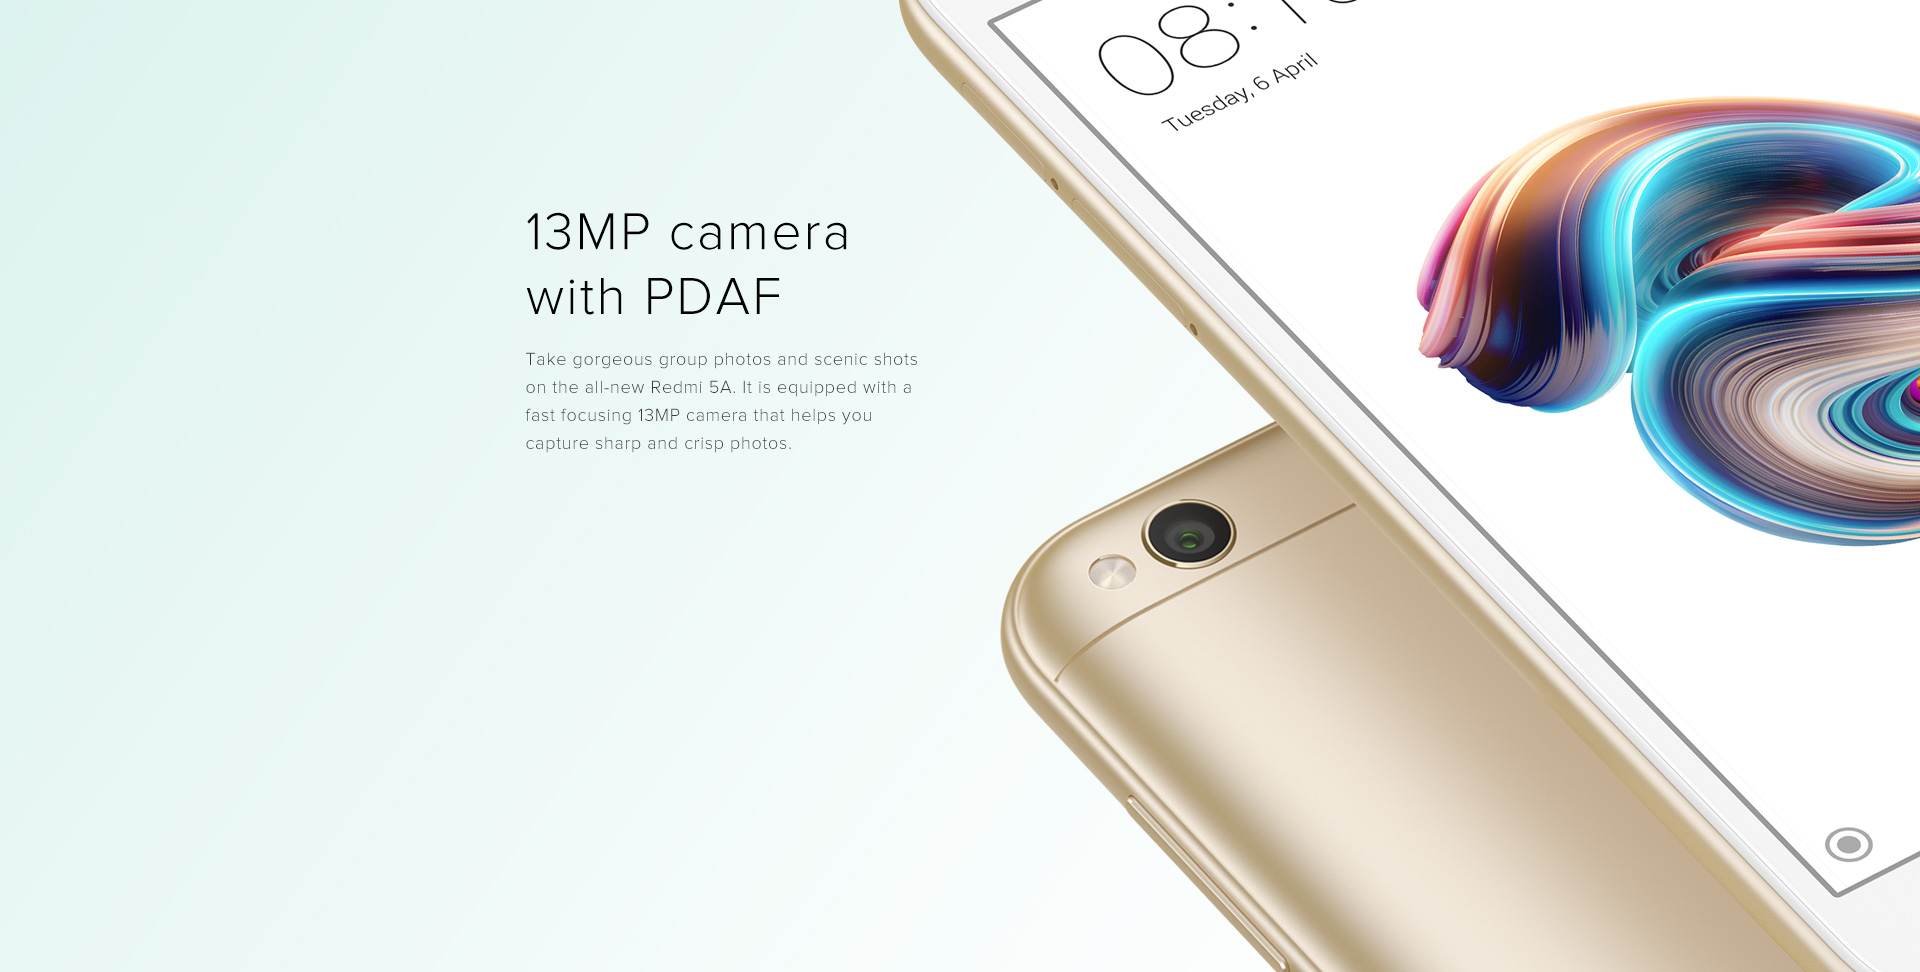 Tuesday, 6 April
13MP camera
with PDAF
Take gorgeous group photos and scenic shots
on the all-new Redmi 5A. It is equipped with a
fast focusing 13MP camera that helps you
capture sharp and crisp photos.